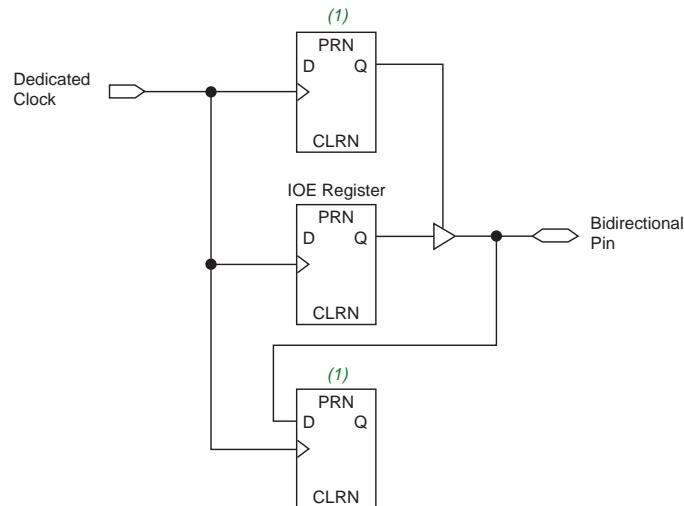 (1)
PRN
D Q
CLRN
Dedicated
Clock
IOE Register
PRN
D Q
CLRN
Bidirectional
Pin
(1)
PRN
D Q
CLRN